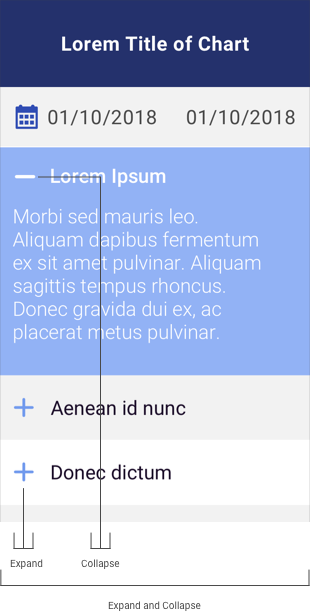 Lorem Title of Chart
01/10/2018 01/10/2018
Lorem Ipsum
Morbi sed mauris leo.
Aliquam dapibus fermentum
ex sit amet pulvinar. Aliquam
sagittis tempus rhoncus.
Donec gravida dui ex, ac
placerat metus pulvinar.
Aenean id nunc
Donec dictum
Expand Collapse
Expand and Collapse